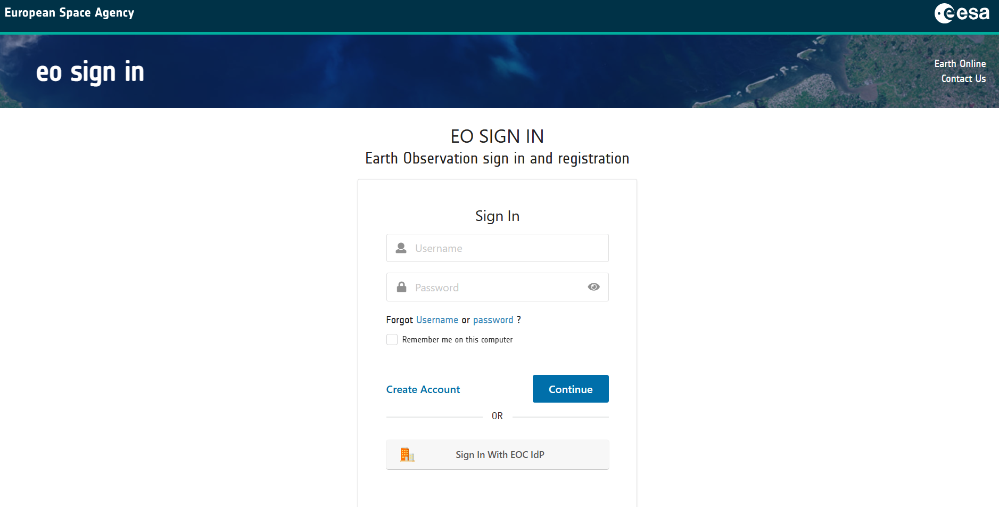 European Space Agency
esa
eo sign in
Earth Online
Contact Us
EO SIGN IN
Earth Observation sign in and registration
Sign In
Username
Password
Forgot Username or password ?
Remember me on this computer
Create Account
Continue
OR
Sign In With EOC IdP